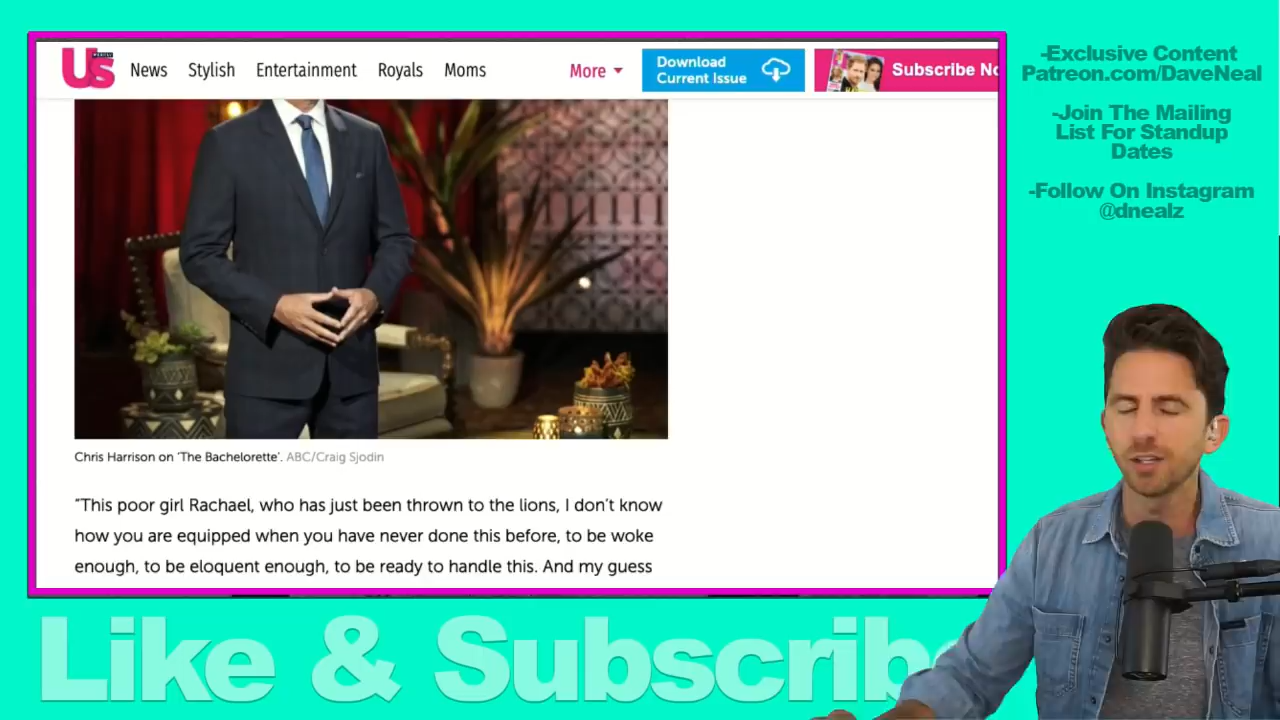 Us
WEEKLY
News Stylish Entertainment Royals Moms More
Download
Current Issue
Subscribe No
Chris Harrison on ‘The Bachelorette’. ABC/Craig Sjodin
“This poor girl Rachael, who has just been thrown to the lions, I don’t know
how you are equipped when you have never done this before, to be woke
enough, to be eloquent enough, to be ready to handle this. And my guess
-Exclusive Content
Patreon.com/DaveNeal
-Join The Mailing
List For Standup
Dates
-Follow On Instagram
@dnealz
Like & Subscribe